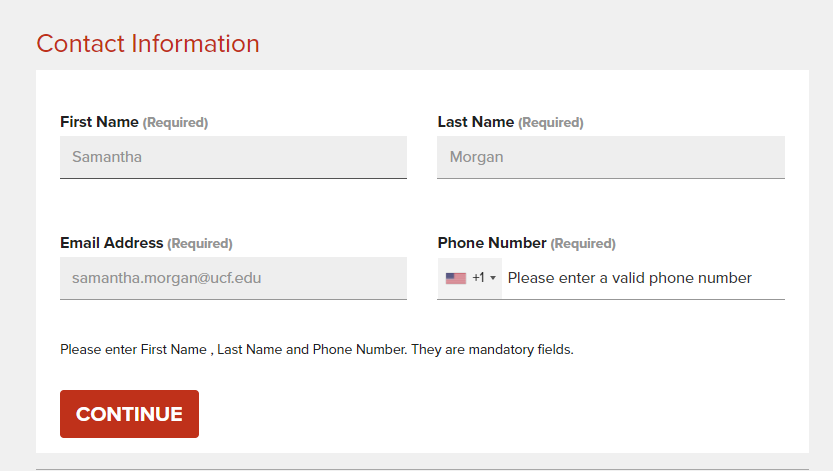 Contact Information
First Name (Required)
Last Name (Required)
Samantha
Morgan
Email Address (Required)
Phone Number (Required)
samantha.morgan@ucf.edu
+1 Please enter a valid phone number
Please enter First Name , Last Name and Phone Number. They are mandatory fields.
CONTINUE